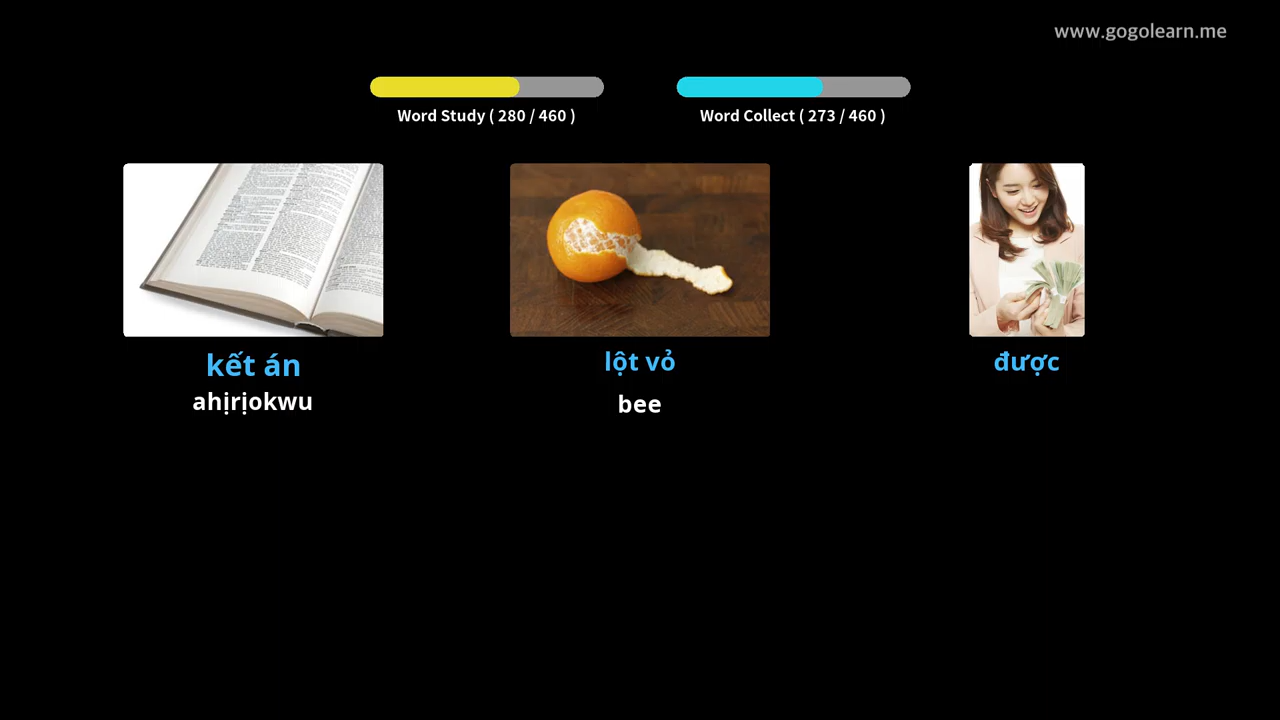 www.gogolearn.me
Word Study ( 280 / 460 )
Word Collect ( 273 / 460 )
kết án
ahịrịokwu
lột vỏ
bee
được